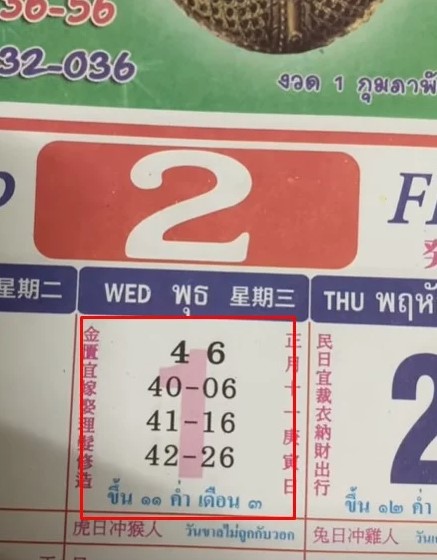 32-036
งวด 1 กุมภาพั
2
星期二
WED พุธ 星期三
THU พฤหั
金匱宜嫁娶理髮修造
4 6
40-06
41-16
42-26
1
正月十一庚寅日
ขึ้น ๑๑ ค่ำ เดือน ๓
民日宜裁衣納財出行
2
ขึ้น ๑๒ ค่ำ
虎日冲猴人 วันขาลไม่ถูกกับวอก
兔日冲雞人